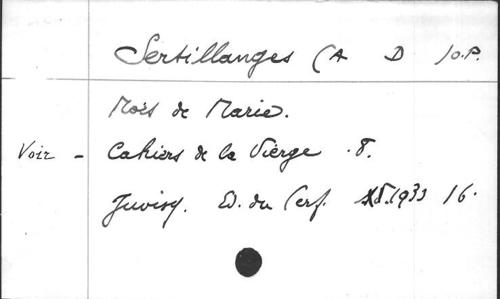 Sertillanges (A D /O.P.
Mois de Marie.
Voir - Cahiers de la Vierge .8.
Juvisy. Ed. du Cerf. 1933 16.